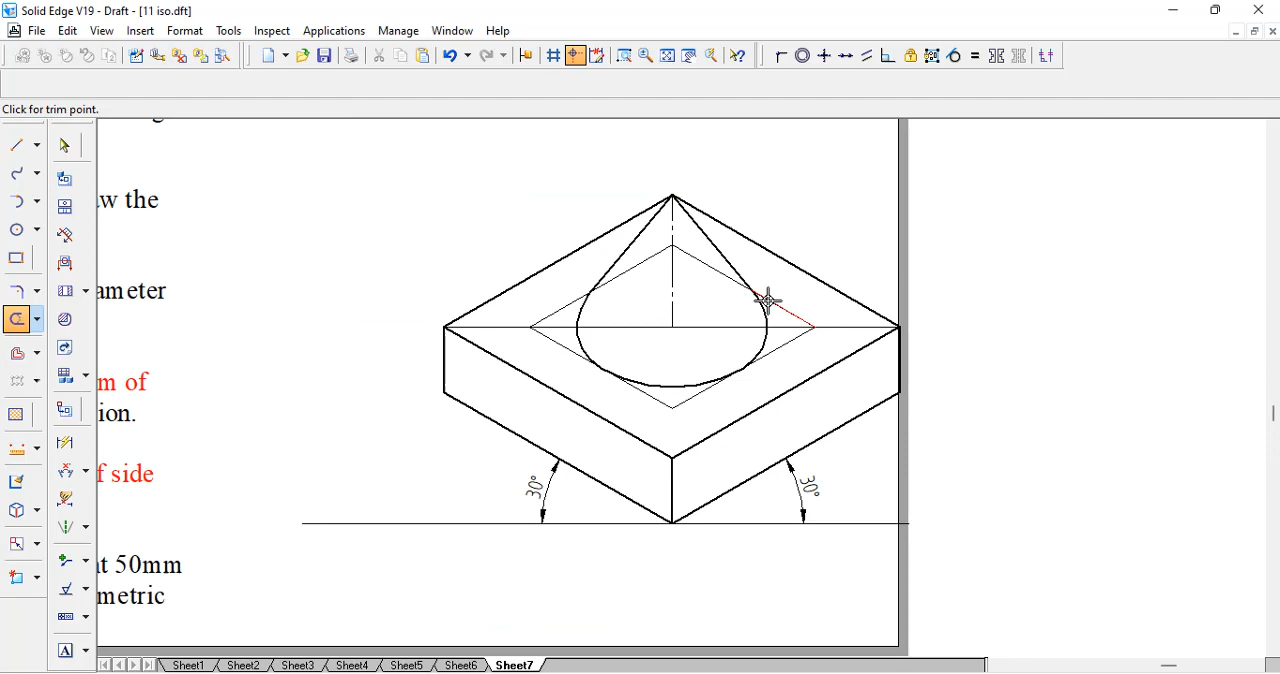 Solid Edge V19 - Draft - [11 iso.dft]
File Edit View Insert Format Tools Inspect Applications Manage Window Help
Click for trim point.
w the
ameter
m of
ion.
f side
30° 30°
t 50mm
metric
A
Sheet1 Sheet2 Sheet3 Sheet4 Sheet5 Sheet6 Sheet7